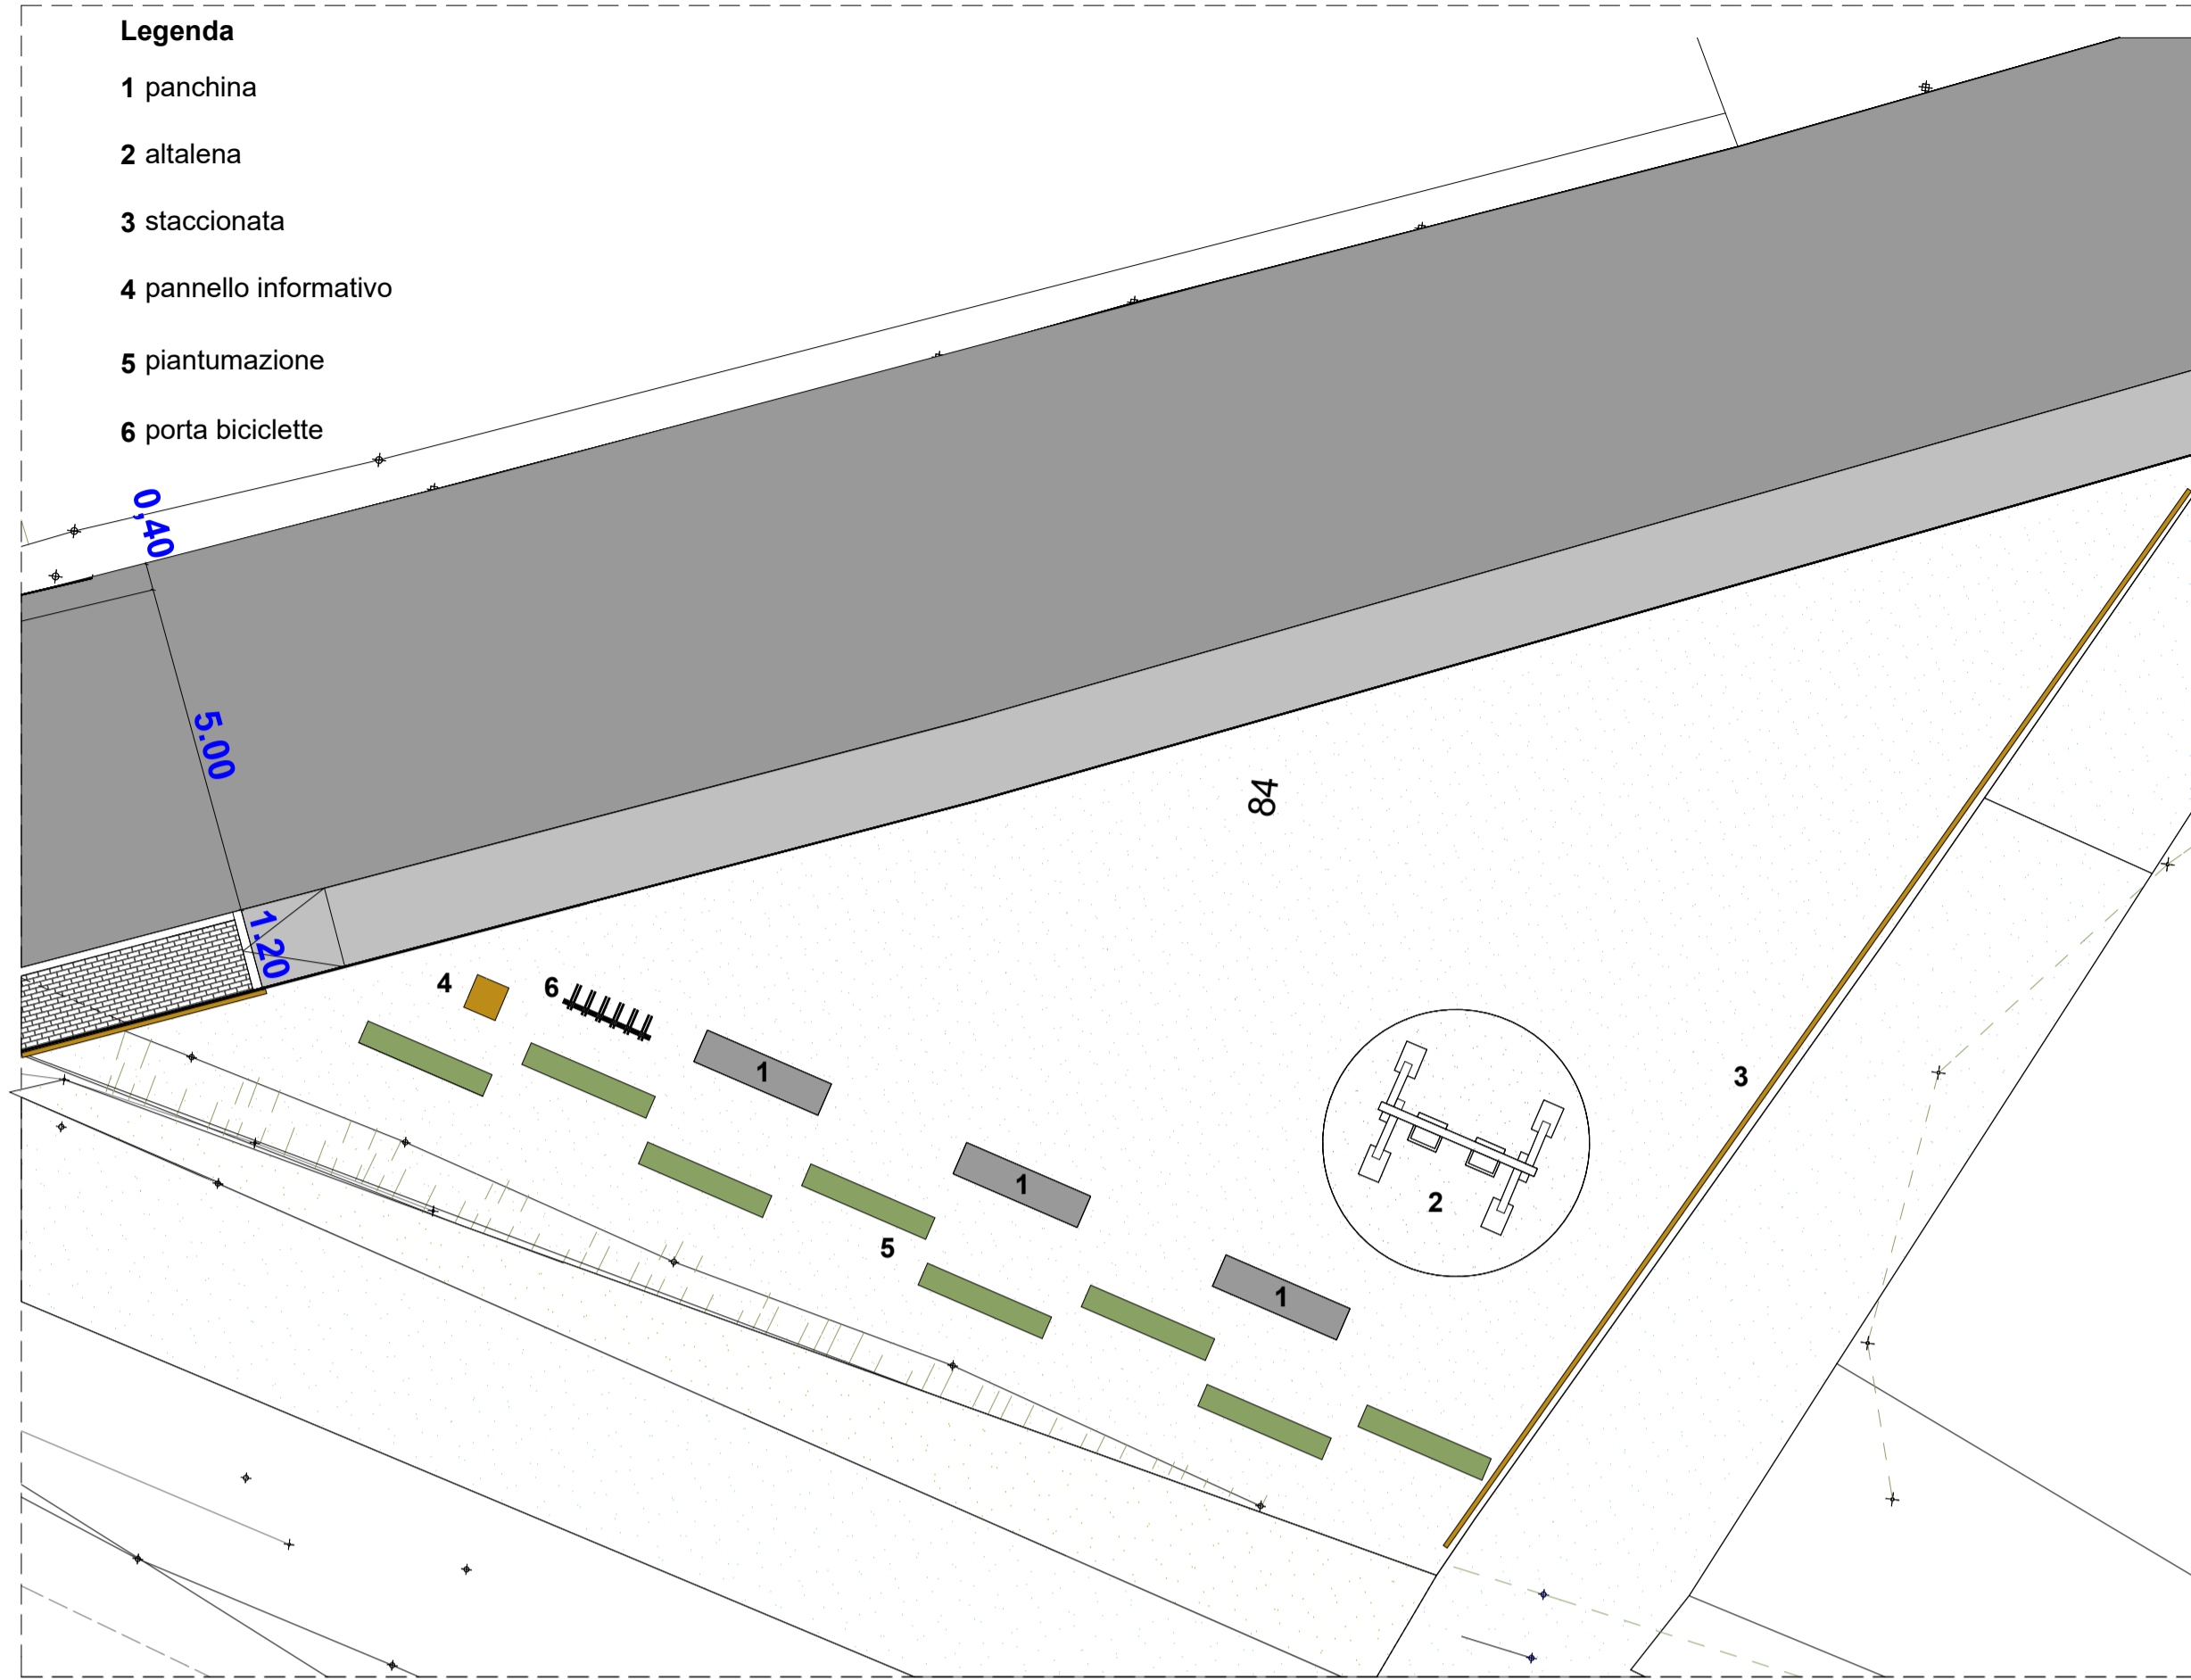 Legenda
1 panchina
2 altalena
3 staccionata
4 pannello informativo
5 piantumazione
6 porta biciclette
0,40
5.00
84
1.20
4
6
1
3
1
2
5
1